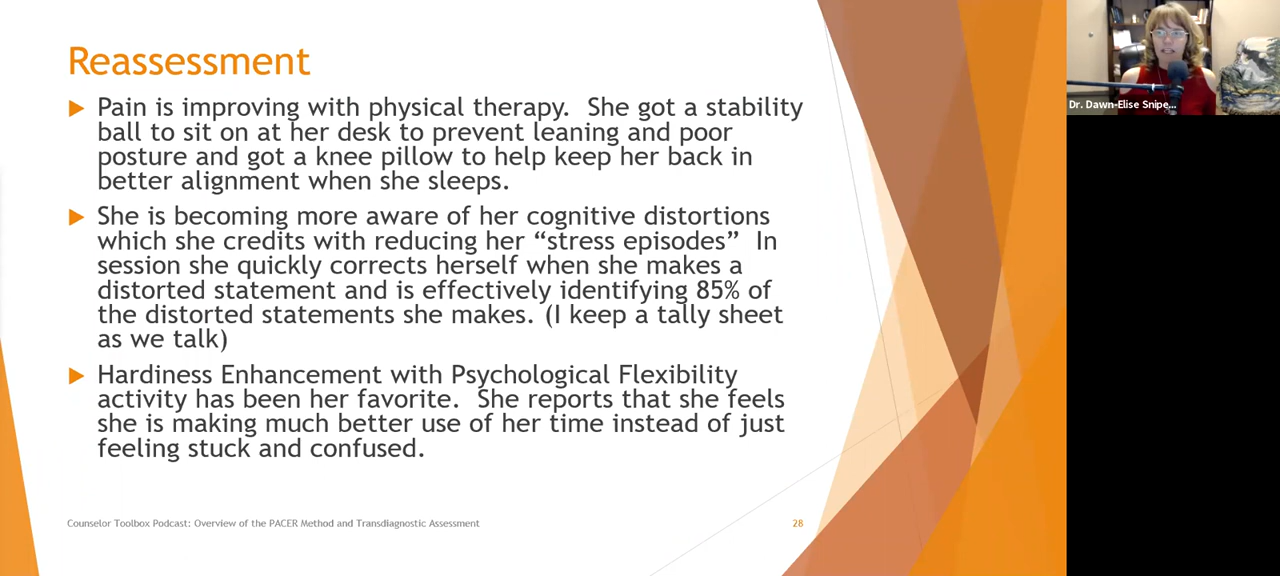 Reassessment
Pain is improving with physical therapy.  She got a stability
ball to sit on at her desk to prevent leaning and poor
posture and got a knee pillow to help keep her back in
better alignment when she sleeps.
She is becoming more aware of her cognitive distortions
which she credits with reducing her “stress episodes”  In
session she quickly corrects herself when she makes a
distorted statement and is effectively identifying 85% of
the distorted statements she makes. (I keep a tally sheet
as we talk)
Hardiness Enhancement with Psychological Flexibility
activity has been her favorite.  She reports that she feels
she is making much better use of her time instead of just
feeling stuck and confused.
Counselor Toolbox Podcast: Overview of the PACER Method and Transdiagnostic Assessment
28
Dr. Dawn-Elise Snipe...